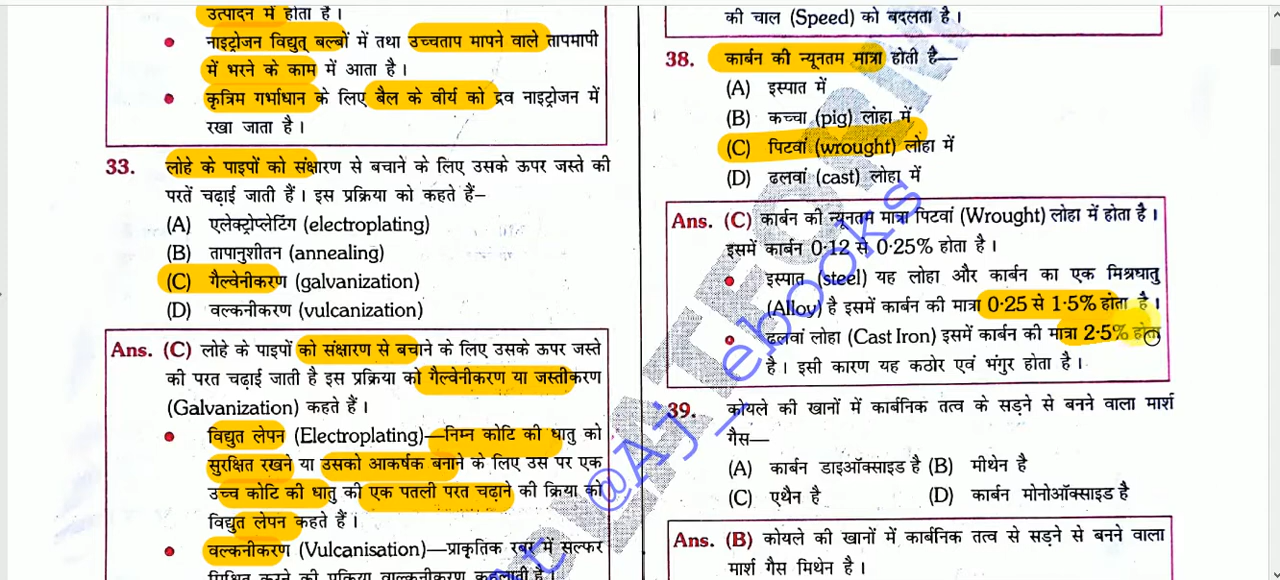 उत्पादन में होता है।
● नाइट्रोजन विद्युत् बल्बों में तथा उच्चताप मापने वाले तापमापी
में भरने के काम में आता है।
● कृत्रिम गर्भाधान के लिए बैल के वीर्य को द्रव नाइट्रोजन में
रखा जाता है।
33. लोहे के पाइपों को संक्षारण से बचाने के लिए उसके ऊपर जस्ते की
परतें चढ़ाई जाती हैं। इस प्रक्रिया को कहते हैं–
(A) एलेक्ट्रोप्लेटिंग (electroplating)
(B) तापानुशीतन (annealing)
(C) गैल्वेनीकरण (galvanization)
(D) वल्कनीकरण (vulcanization)
Ans. (C) लोहे के पाइपों को संक्षारण से बचाने के लिए उसके ऊपर जस्ते
की परत चढ़ाई जाती है इस प्रक्रिया को गैल्वेनीकरण या जस्तीकरण
(Galvanization) कहते हैं।
● विद्युत लेपन (Electroplating)—निम्न कोटि की धातु को
सुरक्षित रखने या उसको आकर्षक बनाने के लिए उस पर एक
उच्च कोटि की धातु की एक पतली परत चढ़ाने की क्रिया को
विद्युत लेपन कहते हैं।
● वल्कनीकरण (Vulcanisation)—प्राकृतिक रबर में सल्फर
की चाल (Speed) को बदलता है।
38. कार्बन की न्यूनतम मात्रा होती है—
(A) इस्पात में
(B) कच्चा (pig) लोहा में
(C) पिटवां (wrought) लोहा में
(D) ढलवां (cast) लोहा में
Ans. (C) कार्बन की न्यूनतम मात्रा पिटवां (Wrought) लोहा में होता है।
इसमें कार्बन 0·12 से 0·25% होता है।
● इस्पात (steel) यह लोहा और कार्बन का एक मिश्रधातु
(Alloy) है इसमें कार्बन की मात्रा 0·25 से 1·5% होता है।
● ढलवां लोहा (Cast Iron) इसमें कार्बन की मात्रा 2·5% होता
है। इसी कारण यह कठोर एवं भंगुर होता है।
39. कोयले की खानों में कार्बनिक तत्व के सड़ने से बनने वाला मार्श
गैस—
(A) कार्बन डाइऑक्साइड है (B) मीथेन है
(C) एथैन है (D) कार्बन मोनोऑक्साइड है
Ans. (B) कोयले की खानों में कार्बनिक तत्व से सड़ने से बनने वाला
मार्श गैस मिथेन है।
@Aj_ebooks